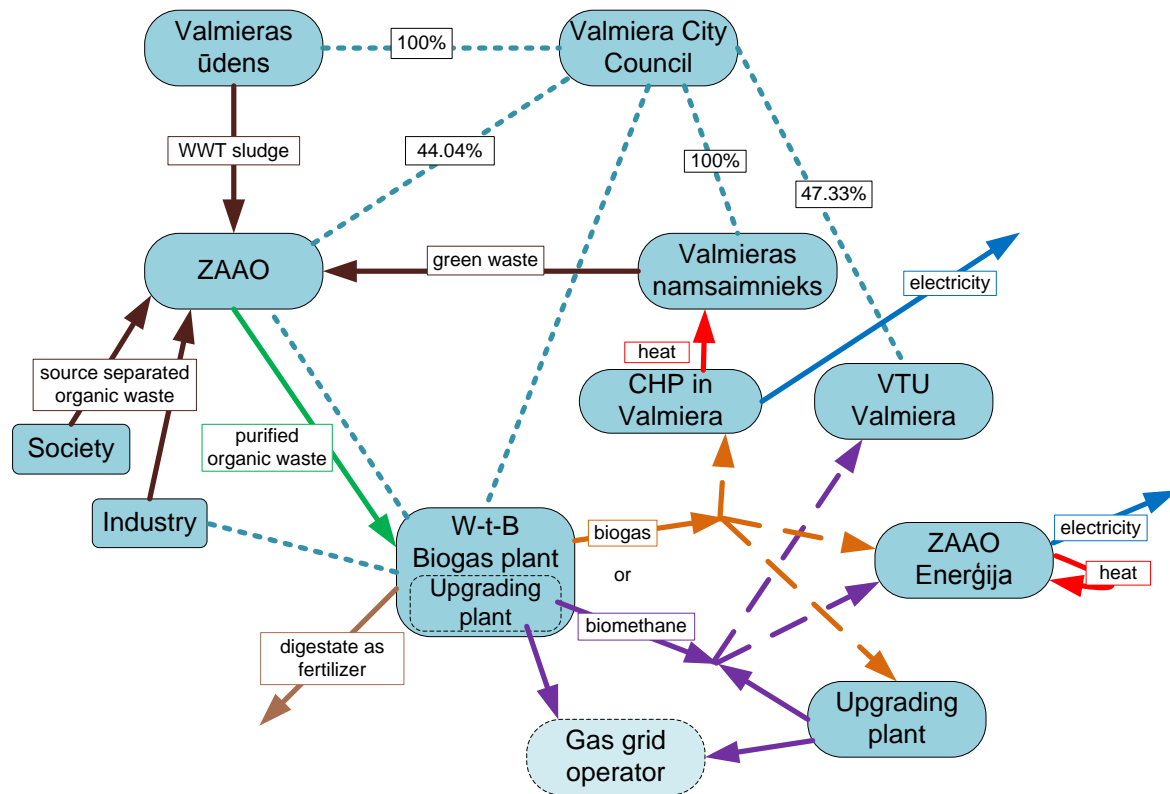 Valmieras
ūdens
100%
Valmiera City
Council
WWT sludge
44.04%
100%
47.33%
ZAAO
green waste
Valmieras
namsaimnieks
electricity
heat
source separated
organic waste
CHP in
Valmiera
VTU
Valmiera
Society
purified
organic waste
Industry
W-t-B
Biogas plant
biogas
or
ZAAO
Enerģija
electricity
heat
Upgrading
plant
biomethane
digestate as
fertilizer
Upgrading
plant
Gas grid
operator